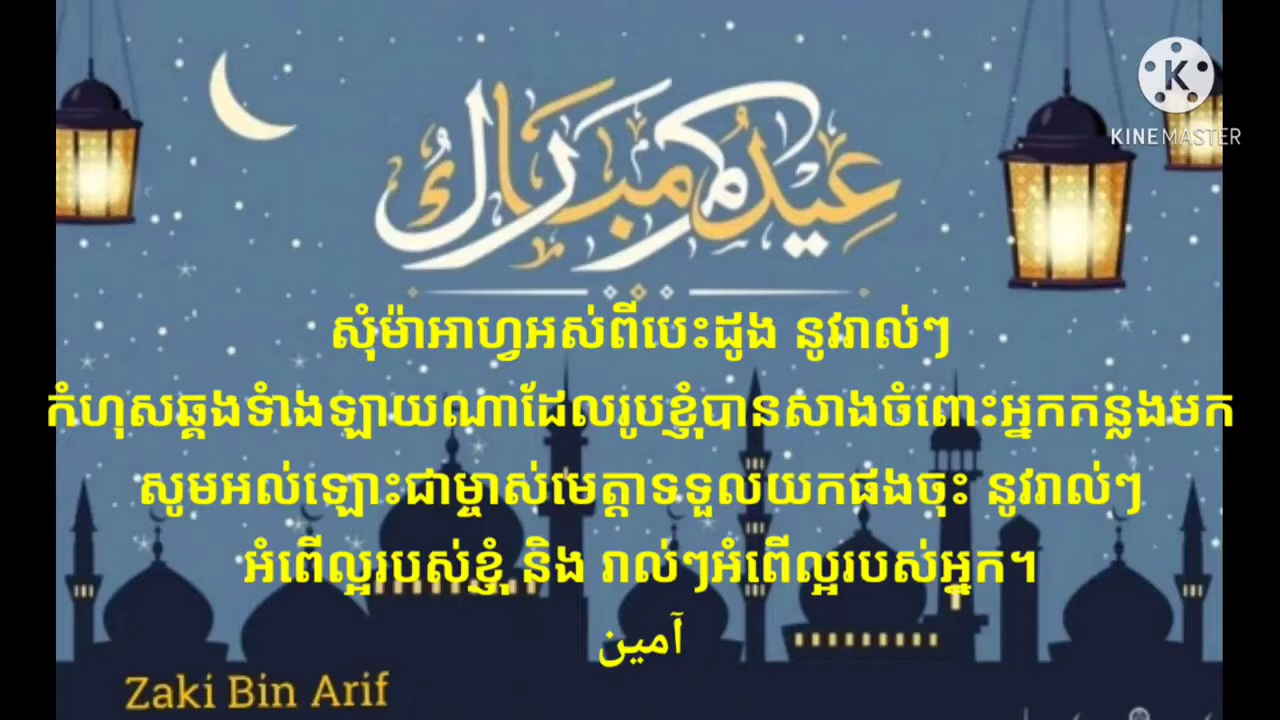 عيد مبارك
KINEMASTER
សុំម៉ាអាហ្វអស់ពីបេះដូង នូវរាល់ៗ
កំហុសឆ្គងទំាងឡាយណាដែលរូបខ្ញុំបានសាងចំពោះអ្នកកន្លងមក
សូមអល់ឡោះជាម្ចាស់មេត្តាទទួលយកផងចុះ នូវរាល់ៗ
អំពើល្អរបស់ខ្ញុំ និង រាល់ៗអំពើល្អរបស់អ្នក។
آمين
Zaki Bin Arif